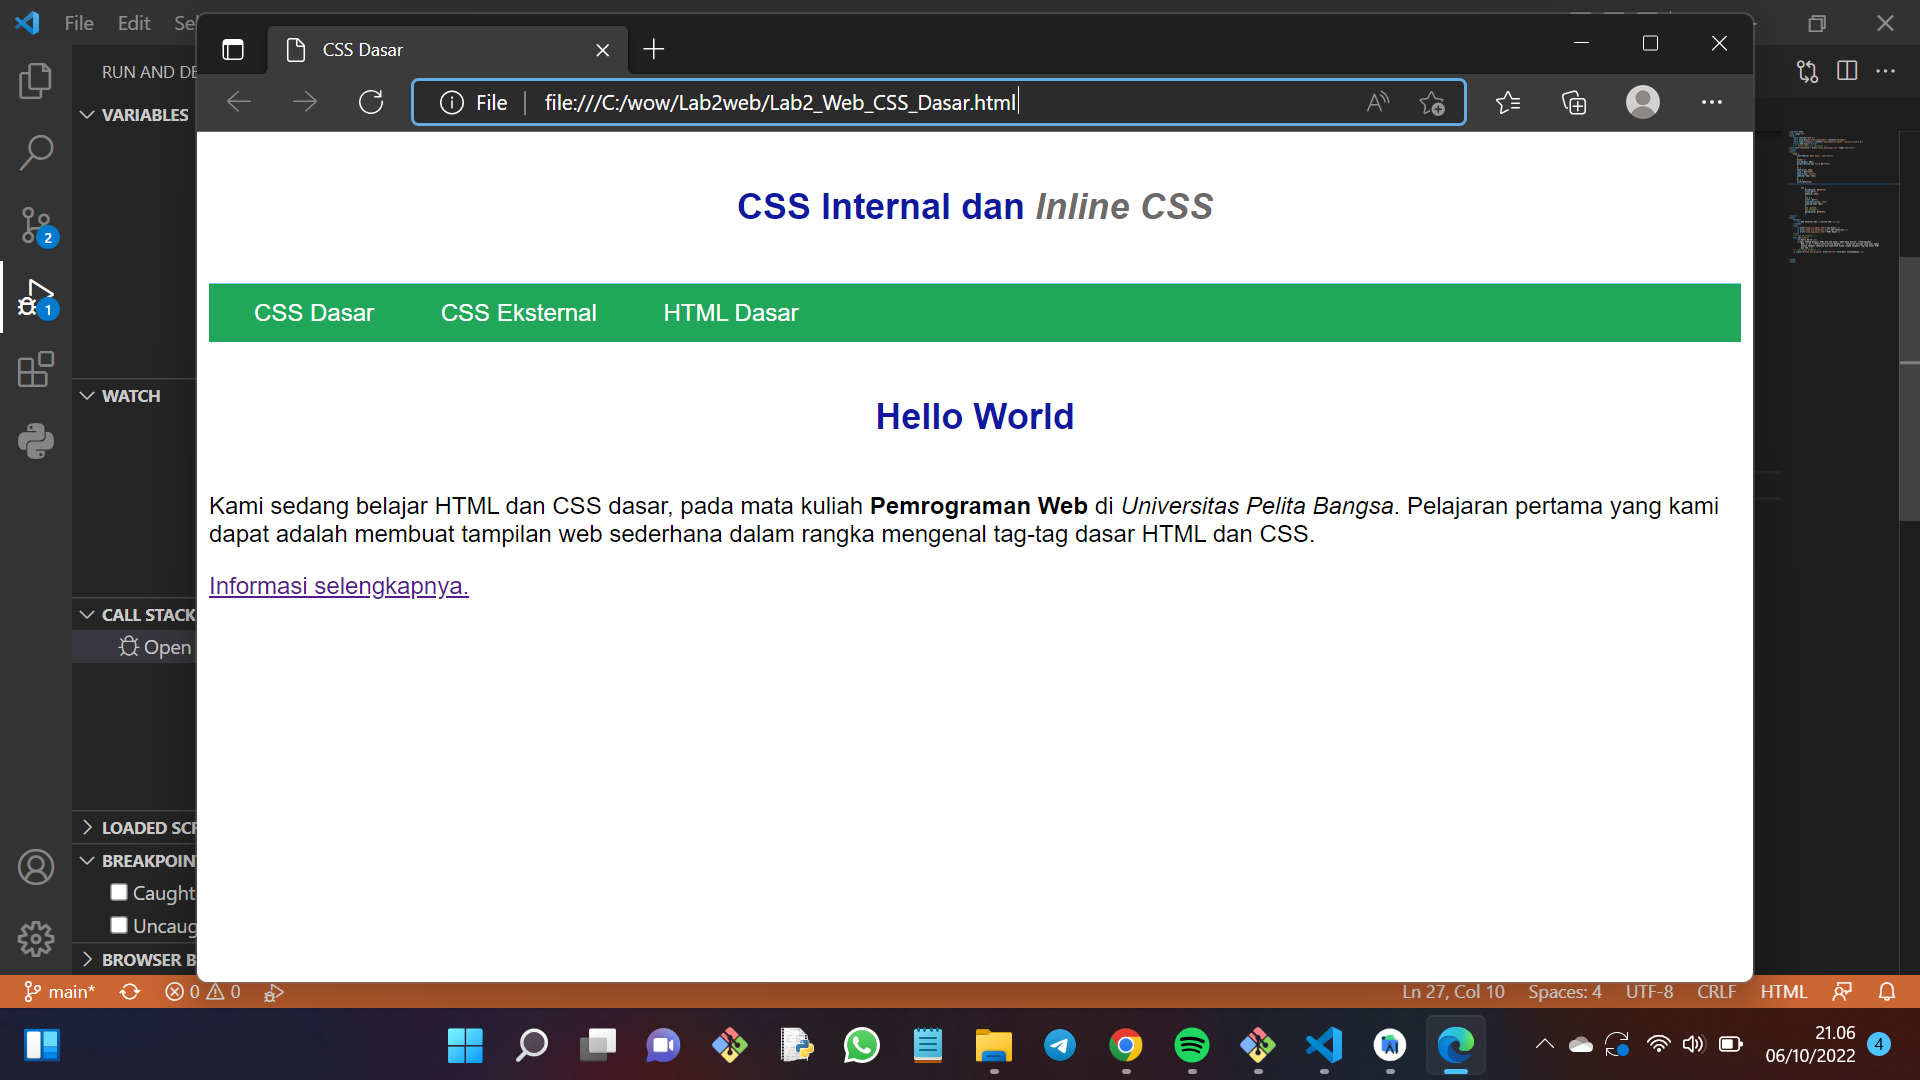 File Edit
CSS Dasar
RUN AND
File file:///C:/wow/Lab2web/Lab2_Web_CSS_Dasar.html
VARIABLES
CSS Internal dan Inline CSS
2
1
CSS Dasar CSS Eksternal HTML Dasar
WATCH
Hello World
Kami sedang belajar HTML dan CSS dasar, pada mata kuliah Pemrograman Web di Universitas Pelita Bangsa. Pelajaran pertama yang kami
dapat adalah membuat tampilan web sederhana dalam rangka mengenal tag-tag dasar HTML dan CSS.
Informasi selengkapnya.
CALL STACK
Open
LOADED
BREAKPOIN
Caught
Uncaug
BROWSER B
main* 0 0 Ln 27, Col 10 Spaces: 4 UTF-8 CRLF HTML
21.06
06/10/2022
4